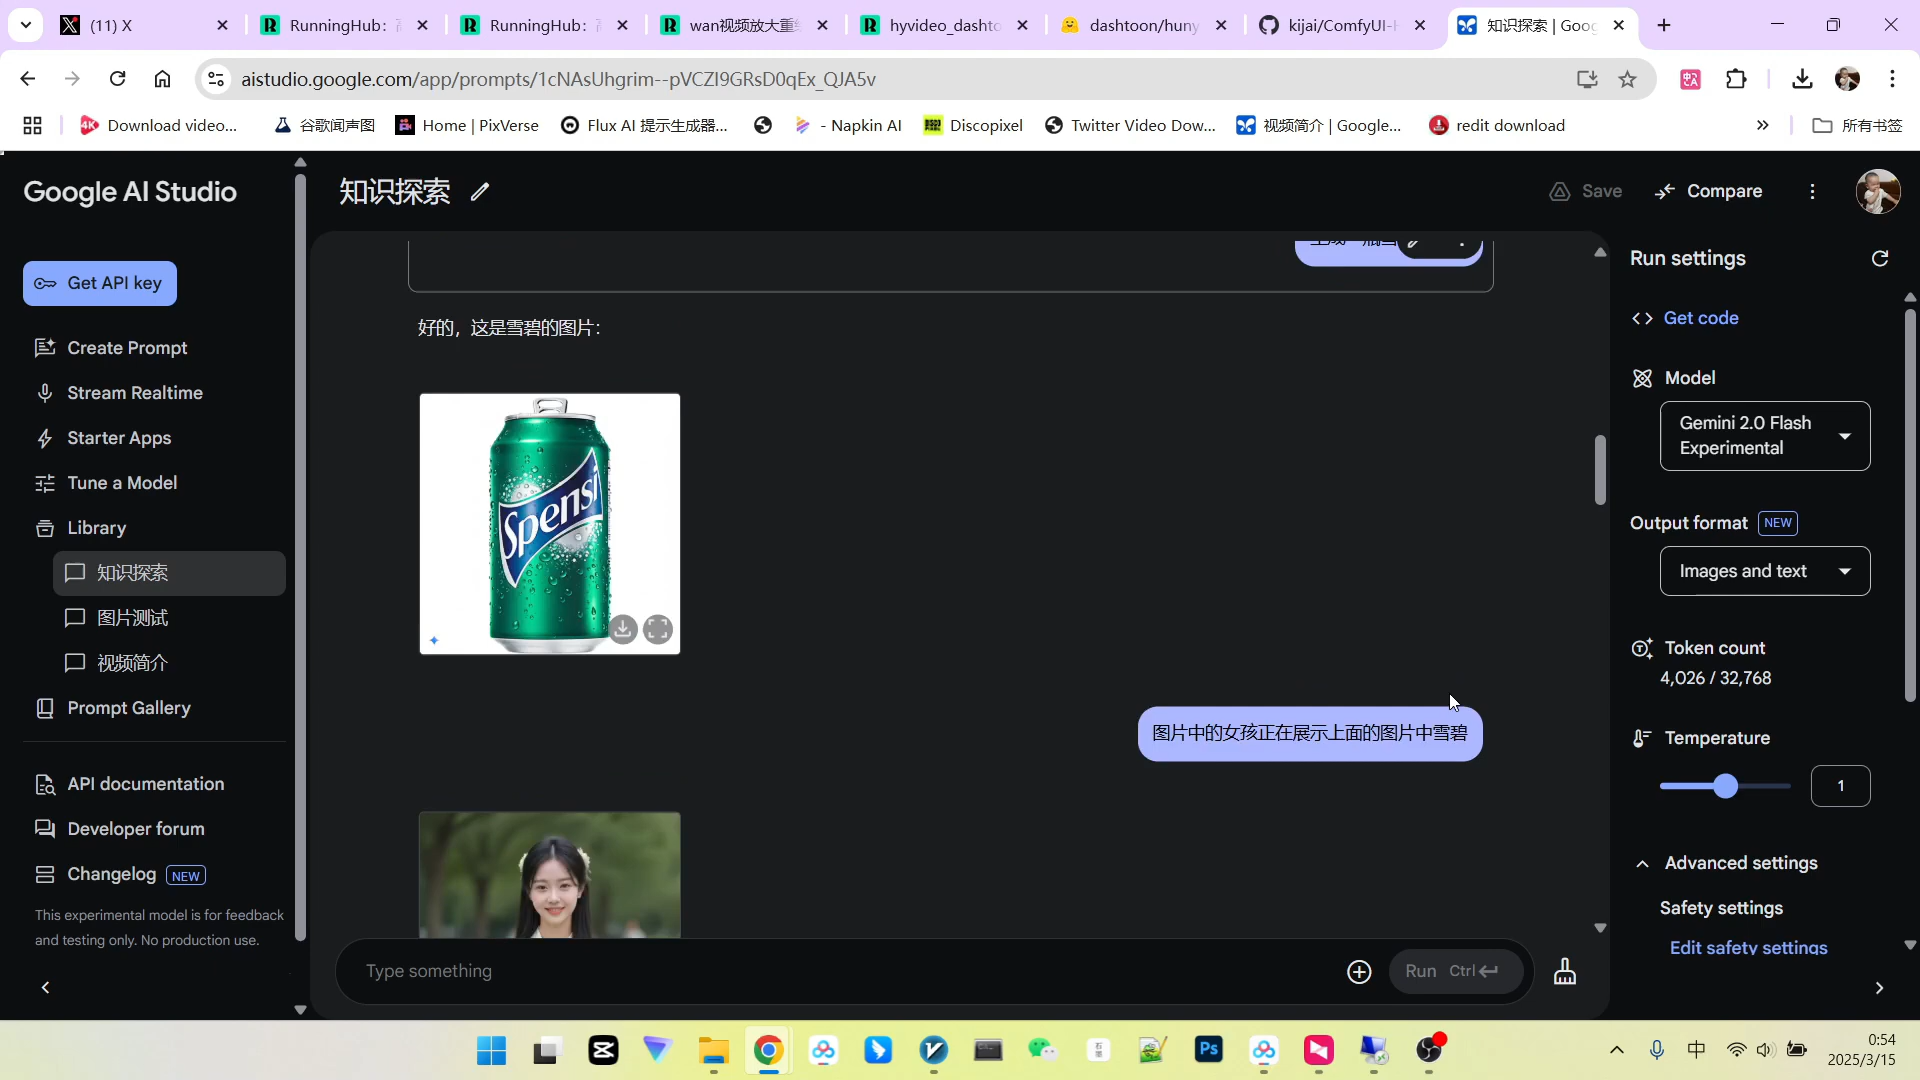 (11) X
RunningHub:
RunningHub:
wan视频放大重
hyvideo_dashto
dashtoon/huny
kijai/ComfyUI-H
知识探索 | Goo
aistudio.google.com/app/prompts/1cNAsUhgrim--pVCZI9GRsD0qEx_QJA5v
Download video...
谷歌闻声图
Home | PixVerse
Flux AI 提示生成器...
- Napkin AI
Discopixel
Twitter Video Dow...
视频简介 | Google...
redit download
所有书签
Google AI Studio
知识探索
Save
Compare
Get API key
Create Prompt
Stream Realtime
Starter Apps
Tune a Model
Library
知识探索
图片测试
视频简介
Prompt Gallery
API documentation
Developer forum
Changelog NEW
This experimental model is for feedback
and testing only. No production use.
好的，这是雪碧的图片：
Spensi
图片中的女孩正在展示上面的图片中雪碧
Type something
Run Ctrl
Run settings
Get code
Model
Gemini 2.0 Flash
Experimental
Output format NEW
Images and text
Token count
4,026 / 32,768
Temperature
1
Advanced settings
Safety settings
Edit safety settings
Ps
中
0:54
2025/3/15